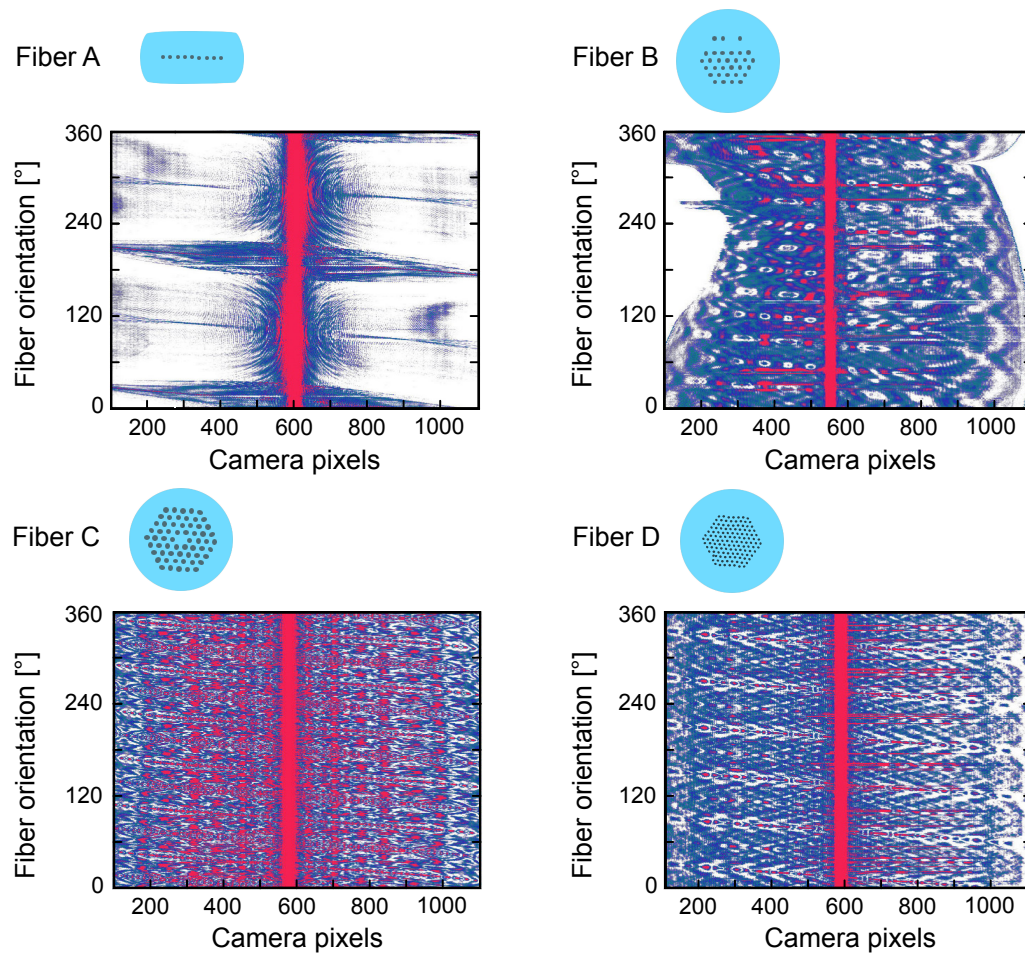 Fiber A
Fiber orientation [°]
360
240
120
0
200 400 600 800 1000
Camera pixels
Fiber B
Fiber orientation [°]
360
240
120
0
200 400 600 800 1000
Camera pixels
Fiber C
Fiber orientation [°]
360
240
120
0
200 400 600 800 1000
Camera pixels
Fiber D
Fiber orientation [°]
360
240
120
0
200 400 600 800 1000
Camera pixels